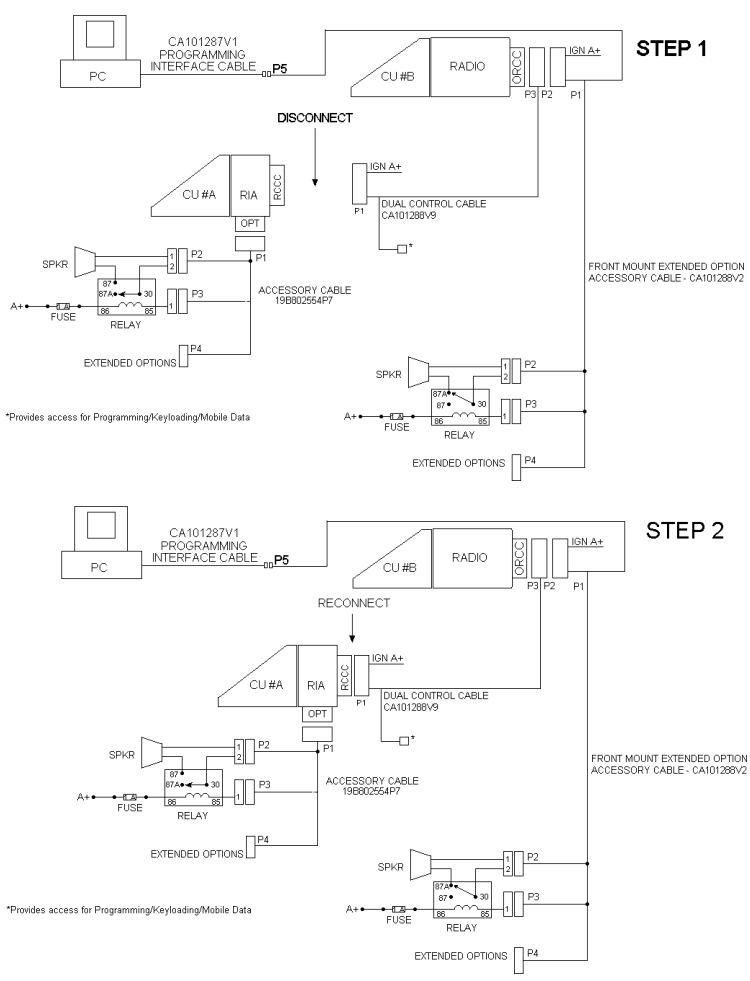 STEP 1
CA101287V1
PROGRAMMING
INTERFACE CABLE
P5
PC
CU #B
RADIO
ORCC
IGN A+
P3
P2
P1
DISCONNECT
CU #A
RIA
RCCC
OPT
IGN A+
P1
DUAL CONTROL CABLE
CA101288V9
*
P1
SPKR
1
2
P2
87
87A
30
86
85
RELAY
A+
FUSE
1
P3
ACCESSORY CABLE
19B802554P7
EXTENDED OPTIONS
P4
FRONT MOUNT EXTENDED OPTION
ACCESSORY CABLE - CA101288V2
SPKR
1
2
P2
87A
87
30
86
85
RELAY
A+
FUSE
1
P3
EXTENDED OPTIONS
P4
*Provides access for Programming/Keyloading/Mobile Data
STEP 2
CA101287V1
PROGRAMMING
INTERFACE CABLE
P5
PC
CU #B
RADIO
ORCC
IGN A+
P3
P2
P1
RECONNECT
CU #A
RIA
RCCC
OPT
IGN A+
P1
DUAL CONTROL CABLE
CA101288V9
*
P1
SPKR
1
2
P2
87
87A
30
86
85
RELAY
A+
FUSE
1
P3
ACCESSORY CABLE
19B802554P7
EXTENDED OPTIONS
P4
FRONT MOUNT EXTENDED OPTION
ACCESSORY CABLE - CA101288V2
SPKR
1
2
P2
87A
87
30
86
85
RELAY
A+
FUSE
1
P3
EXTENDED OPTIONS
P4
*Provides access for Programming/Keyloading/Mobile Data